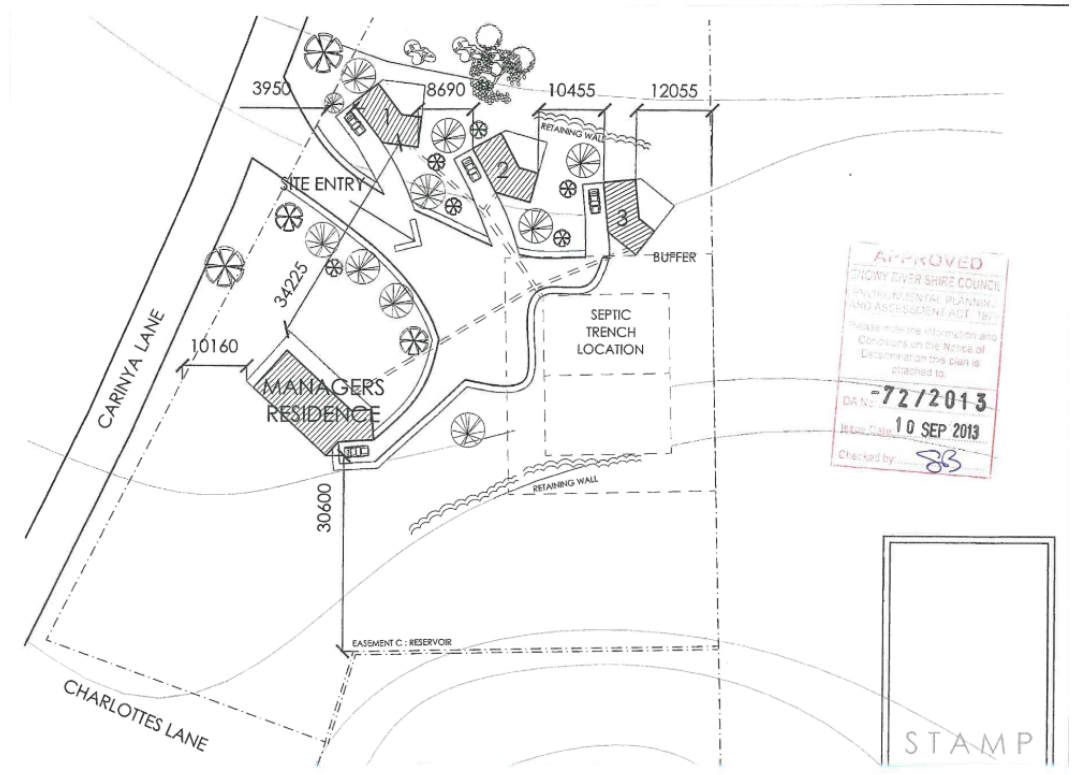 3950
8690
10455
12055
RETAINING WALL
1
2
3
SITE ENTRY
BUFFER
34225
SEPTIC
TRENCH
LOCATION
10160
CARINYA LANE
MANAGERS
RESIDENCE
RETAINING WALL
30600
EASEMENT C : RESERVOIR
CHARLOTTES LANE
APPROVED
SNOWY RIVER SHIRE COUNCIL
ENVIRONMENTAL PLANNING
AND ASSESSMENT ACT
Please note the information and
Conditions on the Notice of
Determination this plan is
attached to.
DA No: -72/2013
Issue Date: 10 SEP 2013
Checked by: SB
STAMP